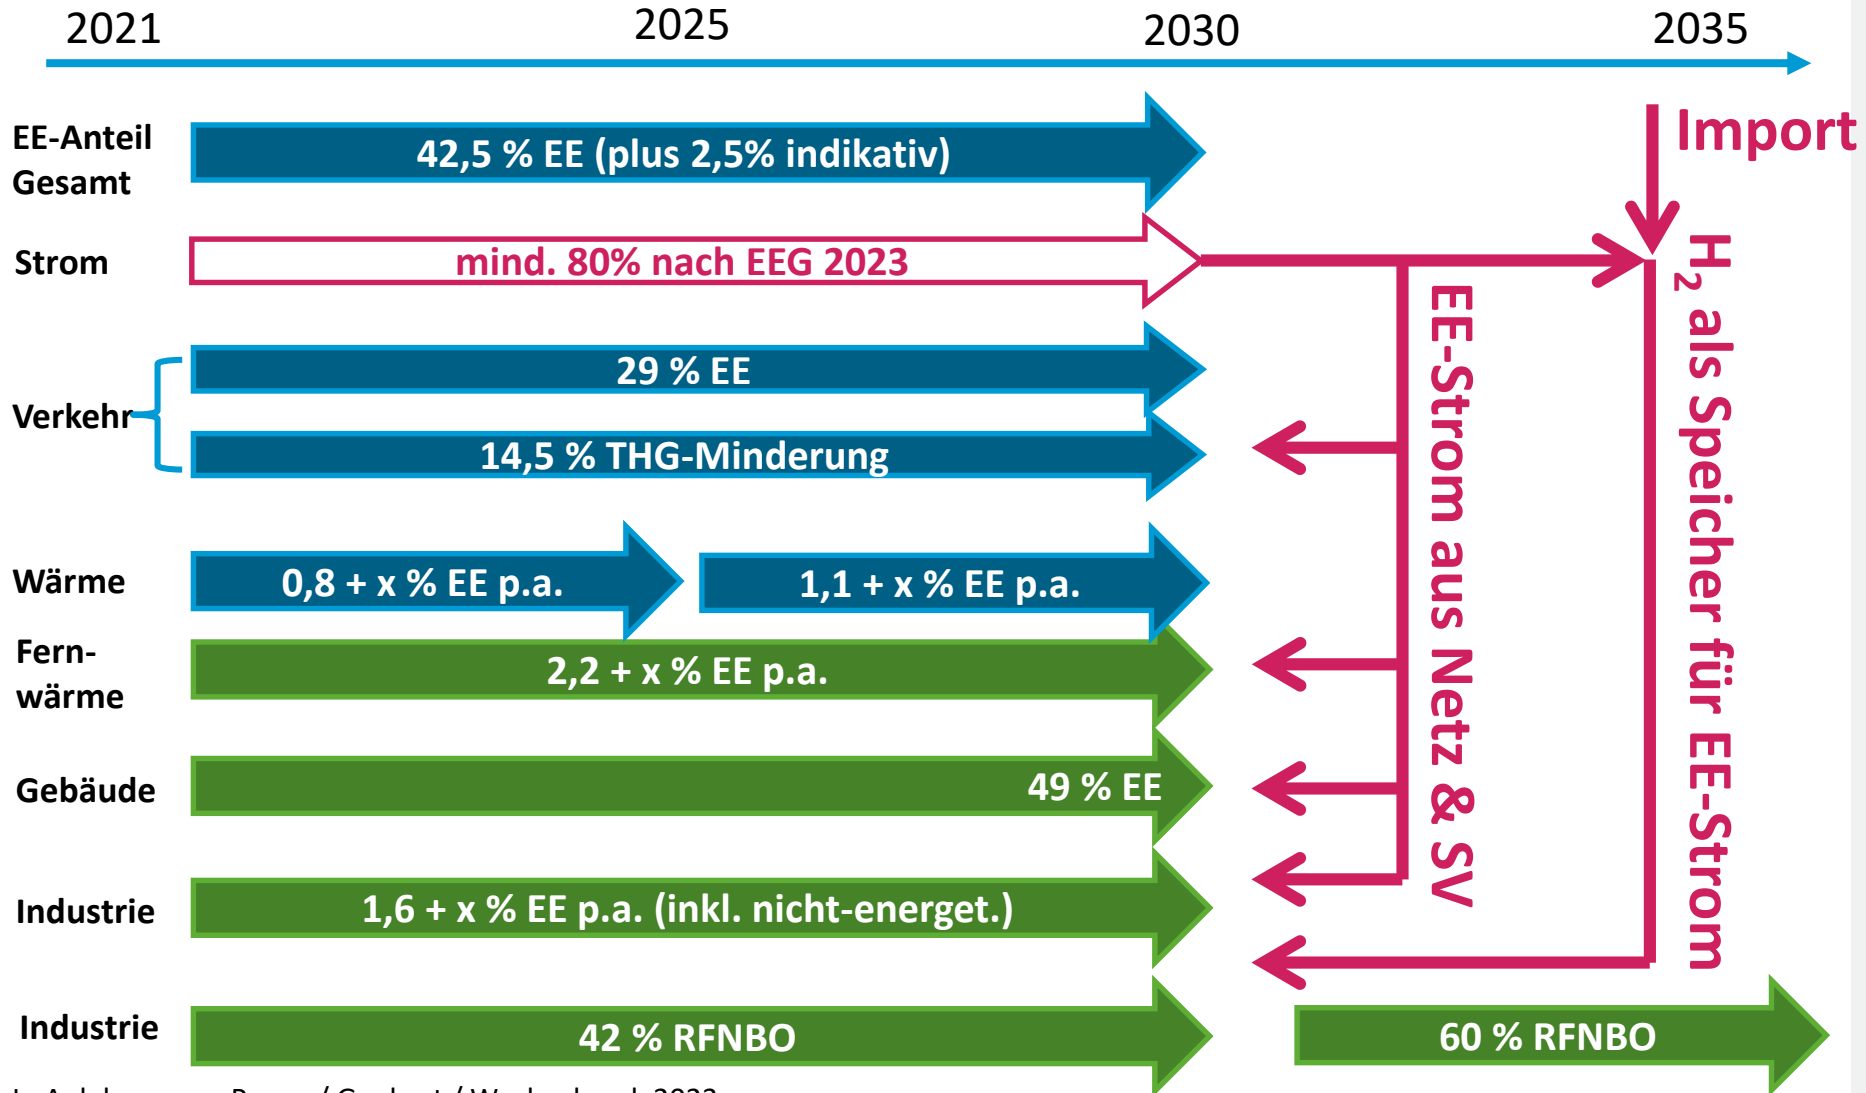 2021
2025
2030
2035
EE-Anteil
Gesamt
42,5 % EE (plus 2,5% indikativ)
Import
Strom
mind. 80% nach EEG 2023
Verkehr
29 % EE
14,5 % THG-Minderung
Wärme
0,8 + x % EE p.a.
1,1 + x % EE p.a.
Fern-
wärme
2,2 + x % EE p.a.
Gebäude
49 % EE
Industrie
1,6 + x % EE p.a. (inkl. nicht-energet.)
EE-Strom aus Netz & SV
H₂ als Speicher für EE-Strom
Industrie
42 % RFNBO
60 % RFNBO